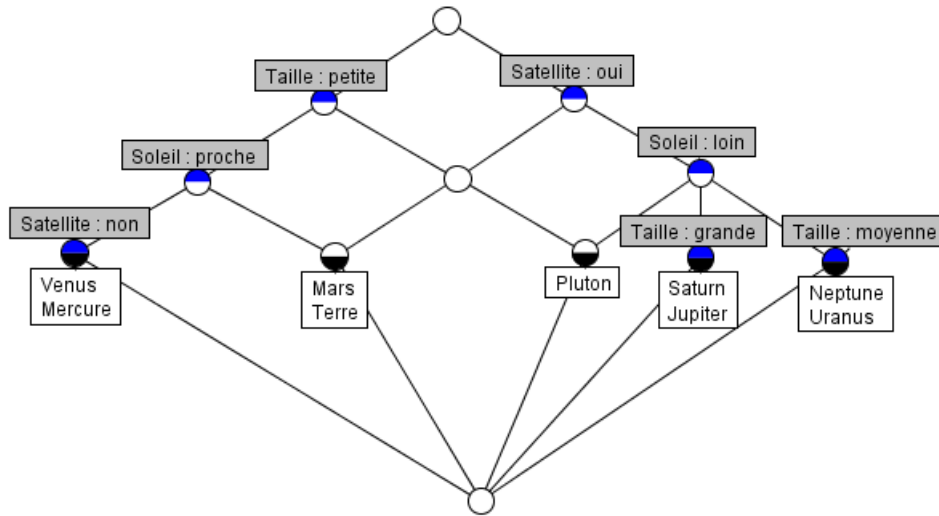 Taille : petite
Satellite : oui
Soleil : proche
Soleil : loin
Satellite : non
Taille : grande
Taille : moyenne
Venus
Mercure
Mars
Terre
Pluton
Saturn
Jupiter
Neptune
Uranus